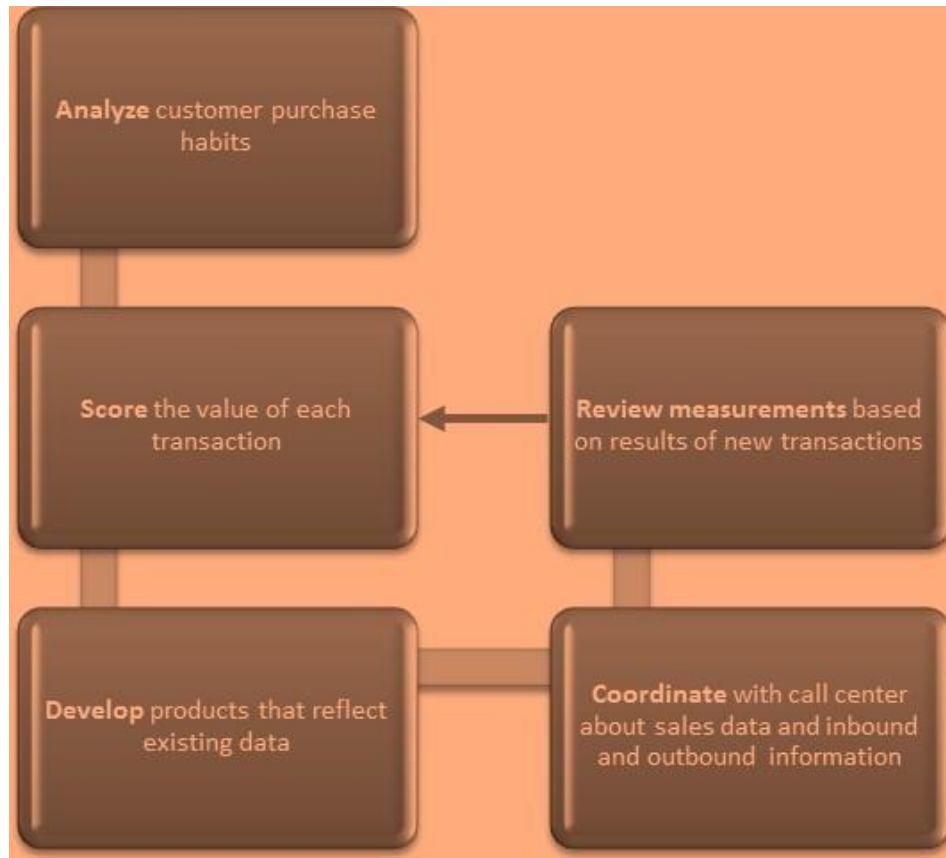 Analyze customer purchase
habits
Score the value of each
transaction
Review measurements based
on results of new transactions
Develop products that reflect
existing data
Coordinate with call center
about sales data and inbound
and outbound information